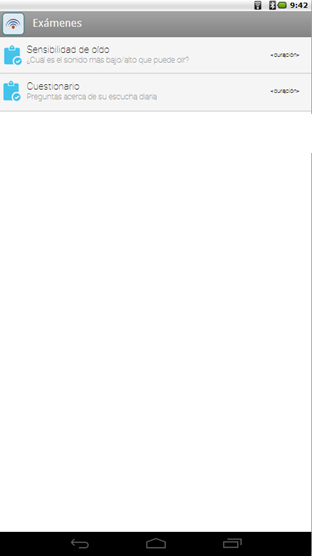 9:42
Exámenes
Sensibilidad de oído
¿Cuál es el sonido más bajo/alto que puede oir?
<duración>
Cuestionario
Preguntas acerca de su escucha diaria
<duración>